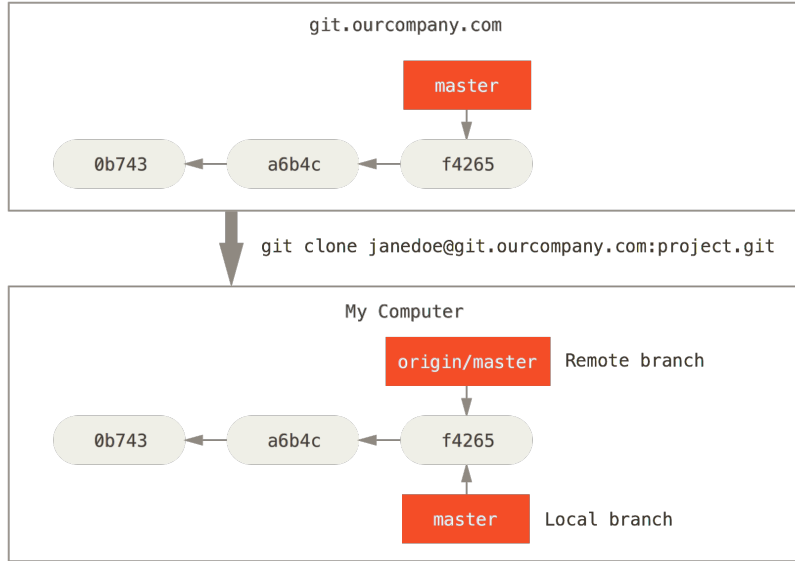 git.ourcompany.com
master
0b743
a6b4c
f4265
git clone janedoe@git.ourcompany.com:project.git
My Computer
origin/master
Remote branch
0b743
a6b4c
f4265
master
Local branch